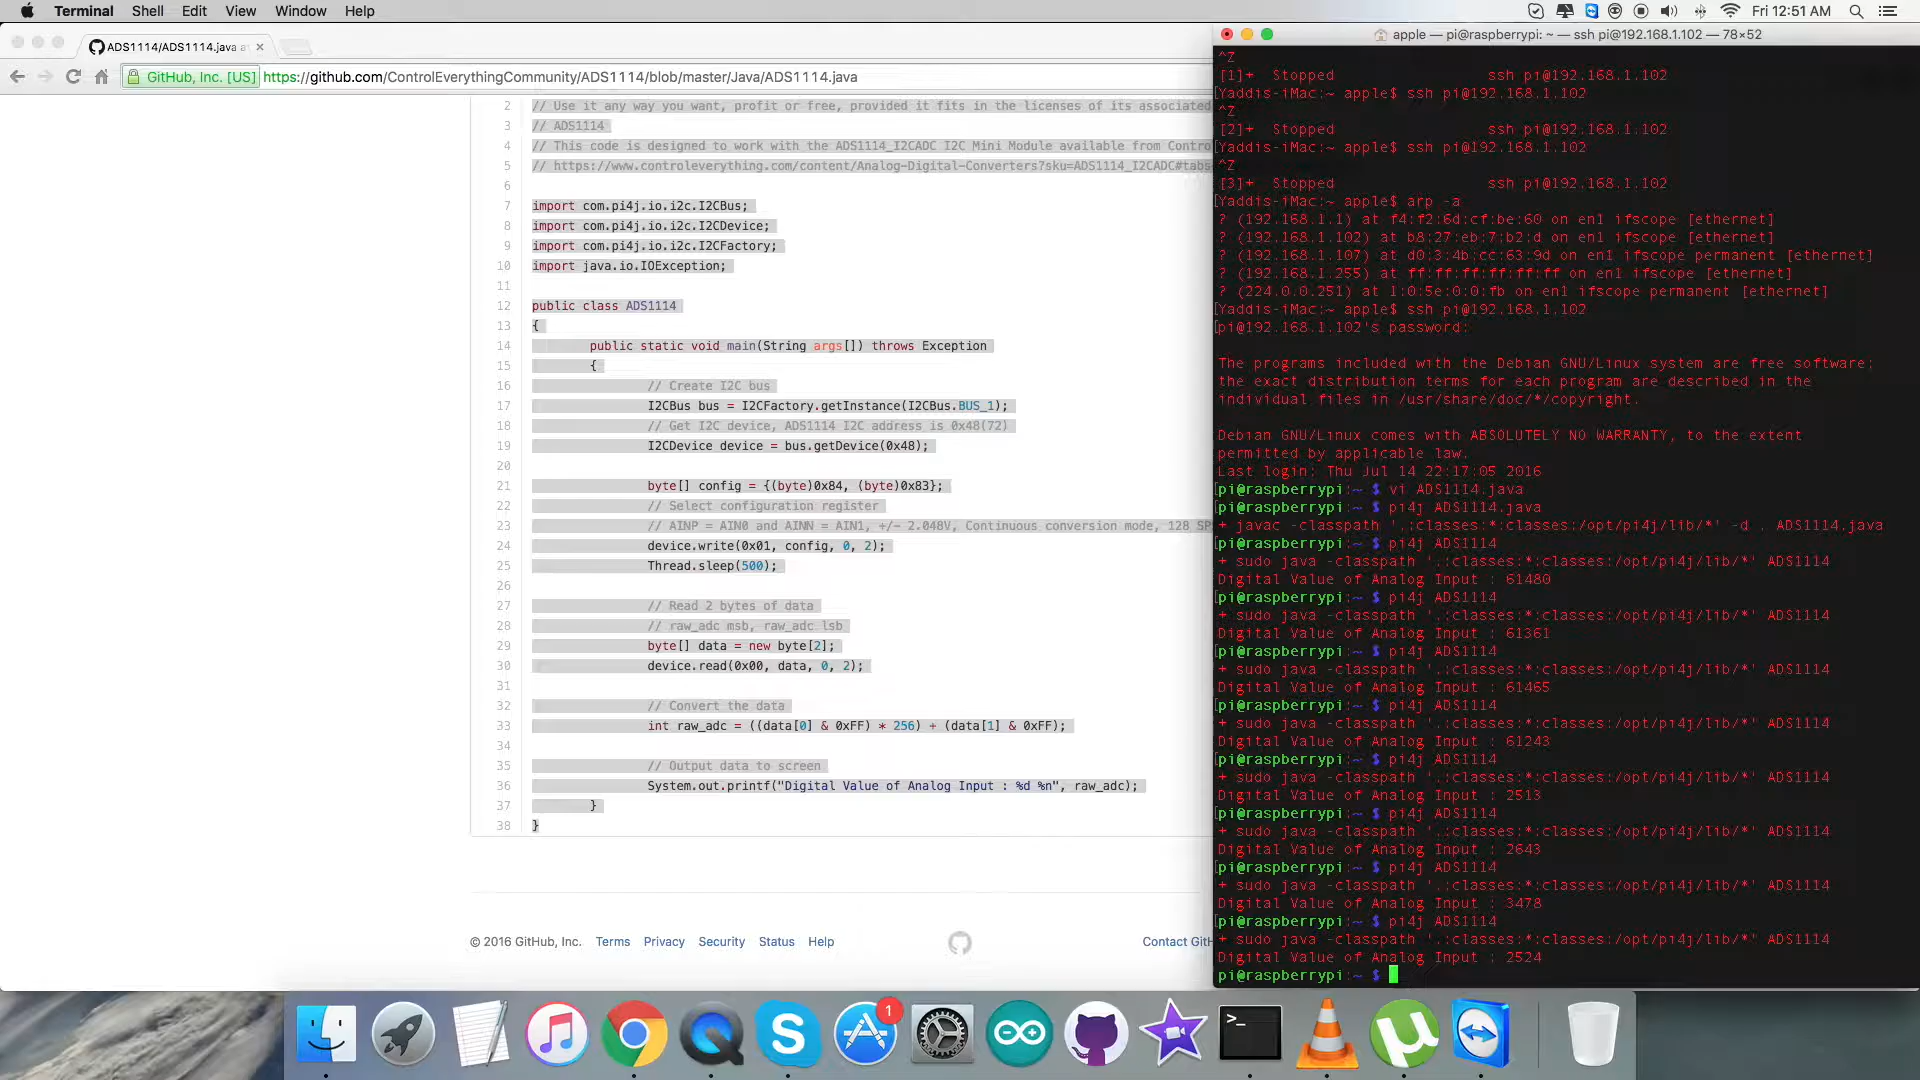 Terminal Shell Edit View Window Help
Fri 12:51 AM
ADS1114/ADS1114.java at
GitHub, Inc. [US] https://github.com/ControlEverythingCommunity/ADS1114/blob/master/Java/ADS1114.java
2 // Use it any way you want, profit or free, provided it fits in the licenses of its associated
3 // ADS1114
4 // This code is designed to work with the ADS1114_I2CADC I2C Mini Module available from Contro
5 // https://www.controleverything.com/content/Analog-Digital-Converters?sku=ADS1114_I2CADC#tabs
6
7 import com.pi4j.io.i2c.I2CBus;
8 import com.pi4j.io.i2c.I2CDevice;
9 import com.pi4j.io.i2c.I2CFactory;
10 import java.io.IOException;
11
12 public class ADS1114
13 {
14 public static void main(String args[]) throws Exception
15 {
16 // Create I2C bus
17 I2CBus bus = I2CFactory.getInstance(I2CBus.BUS_1);
18 // Get I2C device, ADS1114 I2C address is 0x48(72)
19 I2CDevice device = bus.getDevice(0x48);
20
21 byte[] config = {(byte)0x84, (byte)0x83};
22 // Select configuration register
23 // AINP = AIN0 and AINN = AIN1, +/- 2.048V, Continuous conversion mode, 128 SPS
24 device.write(0x01, config, 0, 2);
25 Thread.sleep(500);
26
27 // Read 2 bytes of data
28 // raw_adc msb, raw_adc lsb
29 byte[] data = new byte[2];
30 device.read(0x00, data, 0, 2);
31
32 // Convert the data
33 int raw_adc = ((data[0] & 0xFF) * 256) + (data[1] & 0xFF);
34
35 // Output data to screen
36 System.out.printf("Digital Value of Analog Input : %d %n", raw_adc);
37 }
38 }
© 2016 GitHub, Inc. Terms Privacy Security Status Help
Contact GitH
apple — pi@raspberrypi: ~ — ssh pi@192.168.1.102 — 78×52
^Z
[1]+ Stopped ssh pi@192.168.1.102
[Yaddis-iMac:~ apple$ ssh pi@192.168.1.102
^Z
[2]+ Stopped ssh pi@192.168.1.102
[Yaddis-iMac:~ apple$ ssh pi@192.168.1.102
^Z
[3]+ Stopped ssh pi@192.168.1.102
[Yaddis-iMac:~ apple$ arp -a
? (192.168.1.1) at f4:f2:6d:cf:be:60 on en1 ifscope [ethernet]
? (192.168.1.102) at b8:27:eb:7:b2:d on en1 ifscope [ethernet]
? (192.168.1.107) at d0:3:4b:cc:63:9d on en1 ifscope permanent [ethernet]
? (192.168.1.255) at ff:ff:ff:ff:ff:ff on en1 ifscope [ethernet]
? (224.0.0.251) at 1:0:5e:0:0:fb on en1 ifscope permanent [ethernet]
[Yaddis-iMac:~ apple$ ssh pi@192.168.1.102
[pi@192.168.1.102's password:
The programs included with the Debian GNU/Linux system are free software;
the exact distribution terms for each program are described in the
individual files in /usr/share/doc/*/copyright.
Debian GNU/Linux comes with ABSOLUTELY NO WARRANTY, to the extent
permitted by applicable law.
Last login: Thu Jul 14 22:17:05 2016
[pi@raspberrypi:~ $ vi ADS1114.java
[pi@raspberrypi:~ $ pi4j ADS1114.java
+ javac -classpath '.:classes:*:classes:/opt/pi4j/lib/*' -d . ADS1114.java
[pi@raspberrypi:~ $ pi4j ADS1114
+ sudo java -classpath '.:classes:*:classes:/opt/pi4j/lib/*' ADS1114
Digital Value of Analog Input : 61480
[pi@raspberrypi:~ $ pi4j ADS1114
+ sudo java -classpath '.:classes:*:classes:/opt/pi4j/lib/*' ADS1114
Digital Value of Analog Input : 61361
[pi@raspberrypi:~ $ pi4j ADS1114
+ sudo java -classpath '.:classes:*:classes:/opt/pi4j/lib/*' ADS1114
Digital Value of Analog Input : 61465
[pi@raspberrypi:~ $ pi4j ADS1114
+ sudo java -classpath '.:classes:*:classes:/opt/pi4j/lib/*' ADS1114
Digital Value of Analog Input : 61243
[pi@raspberrypi:~ $ pi4j ADS1114
+ sudo java -classpath '.:classes:*:classes:/opt/pi4j/lib/*' ADS1114
Digital Value of Analog Input : 2513
[pi@raspberrypi:~ $ pi4j ADS1114
+ sudo java -classpath '.:classes:*:classes:/opt/pi4j/lib/*' ADS1114
Digital Value of Analog Input : 2643
[pi@raspberrypi:~ $ pi4j ADS1114
+ sudo java -classpath '.:classes:*:classes:/opt/pi4j/lib/*' ADS1114
Digital Value of Analog Input : 3478
[pi@raspberrypi:~ $ pi4j ADS1114
+ sudo java -classpath '.:classes:*:classes:/opt/pi4j/lib/*' ADS1114
Digital Value of Analog Input : 2524
pi@raspberrypi:~ $
1